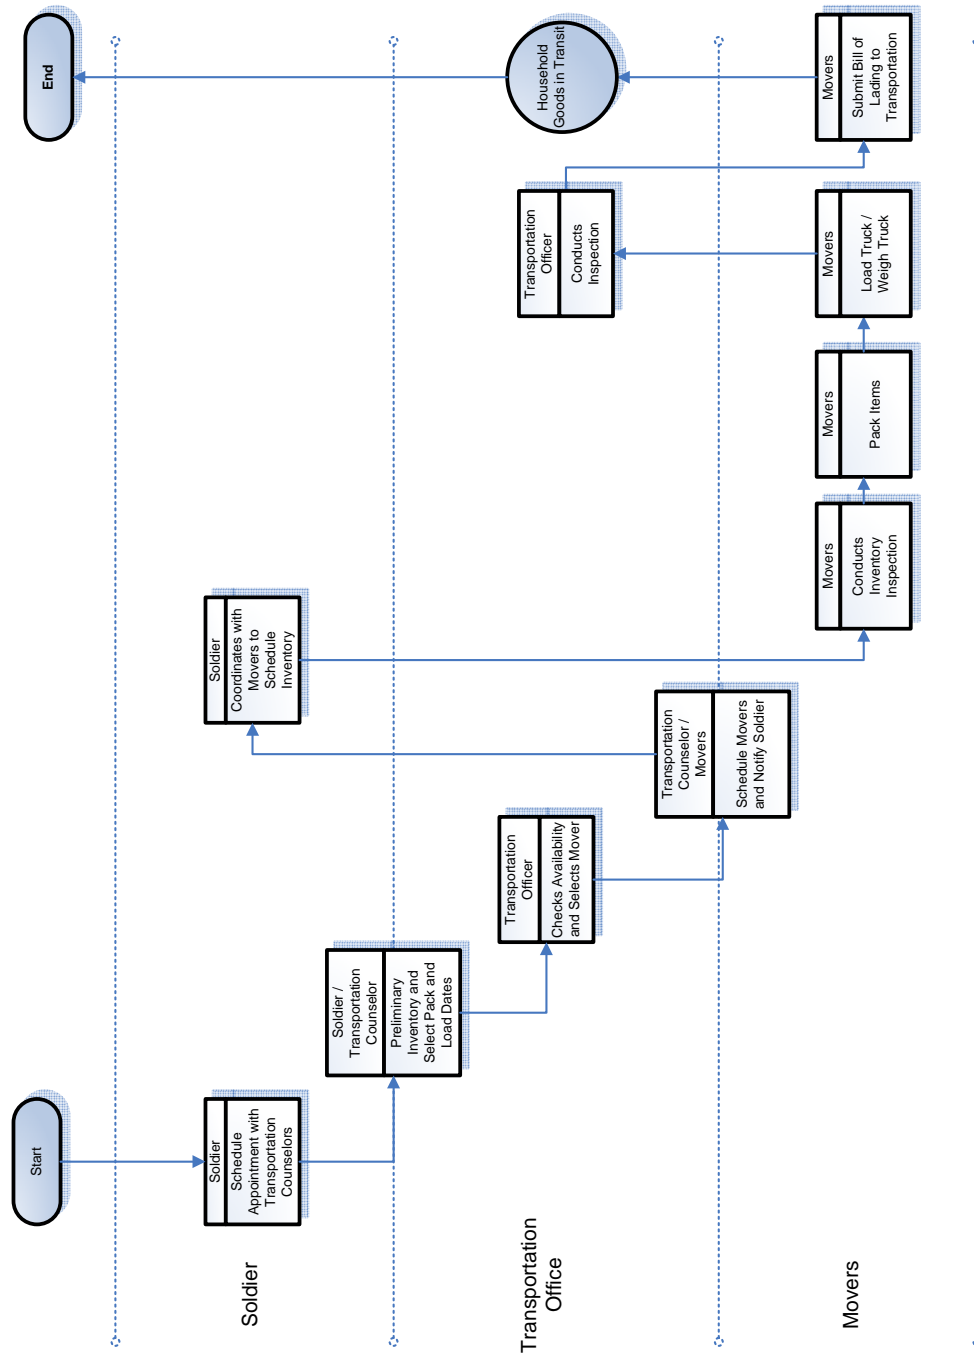 Start
End
Soldier
Soldier
Schedule
Appointment with
Transportation
Counselors
Soldier /
Transportation
Counselor
Preliminary
Inventory and
Select Pack and
Load Dates
Soldier
Coordinates with
Movers to
Schedule
Inventory
Transportation
Office
Transportation
Officer
Checks Availability
and Selects Mover
Transportation
Counselor /
Movers
Schedule Movers
and Notify Soldier
Transportation
Officer
Conducts
Inspection
Household
Goods in Transit
Movers
Movers
Conducts
Inventory
Inspection
Movers
Pack Items
Movers
Load Truck /
Weigh Truck
Movers
Submit Bill of
Lading to
Transportation